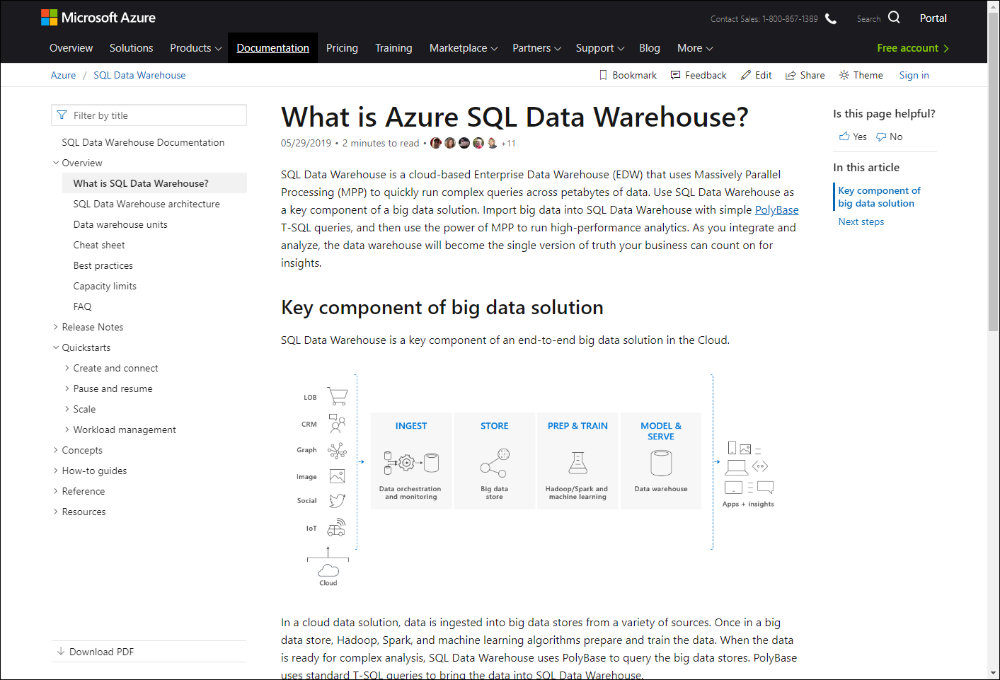 Microsoft Azure
Contact Sales: 1-800-867-1389
Search
Portal
Overview
Solutions
Products
Documentation
Pricing
Training
Marketplace
Partners
Support
Blog
More
Free account
Azure / SQL Data Warehouse
Bookmark
Feedback
Edit
Share
Theme
Sign in
Filter by title
SQL Data Warehouse Documentation
Overview
What is SQL Data Warehouse?
SQL Data Warehouse architecture
Data warehouse units
Cheat sheet
Best practices
Capacity limits
FAQ
Release Notes
Quickstarts
Create and connect
Pause and resume
Scale
Workload management
Concepts
How-to guides
Reference
Resources
Download PDF
What is Azure SQL Data Warehouse?
05/29/2019 • 2 minutes to read • +11
SQL Data Warehouse is a cloud-based Enterprise Data Warehouse (EDW) that uses Massively Parallel
Processing (MPP) to quickly run complex queries across petabytes of data. Use SQL Data Warehouse as
a key component of a big data solution. Import big data into SQL Data Warehouse with simple PolyBase
T-SQL queries, and then use the power of MPP to run high-performance analytics. As you integrate and
analyze, the data warehouse will become the single version of truth your business can count on for
insights.
Key component of big data solution
SQL Data Warehouse is a key component of an end-to-end big data solution in the Cloud.
LOB
CRM
Graph
Image
Social
IoT
Cloud
INGEST
Data orchestration
and monitoring
STORE
Big data
store
PREP & TRAIN
Hadoop/Spark and
machine learning
MODEL &
SERVE
Data warehouse
Apps + insights
In a cloud data solution, data is ingested into big data stores from a variety of sources. Once in a big
data store, Hadoop, Spark, and machine learning algorithms prepare and train the data. When the data
is ready for complex analysis, SQL Data Warehouse uses PolyBase to query the big data stores. PolyBase
uses standard T-SQL queries to bring the data into SQL Data Warehouse.
Is this page helpful?
Yes
No
In this article
Key component of
big data solution
Next steps